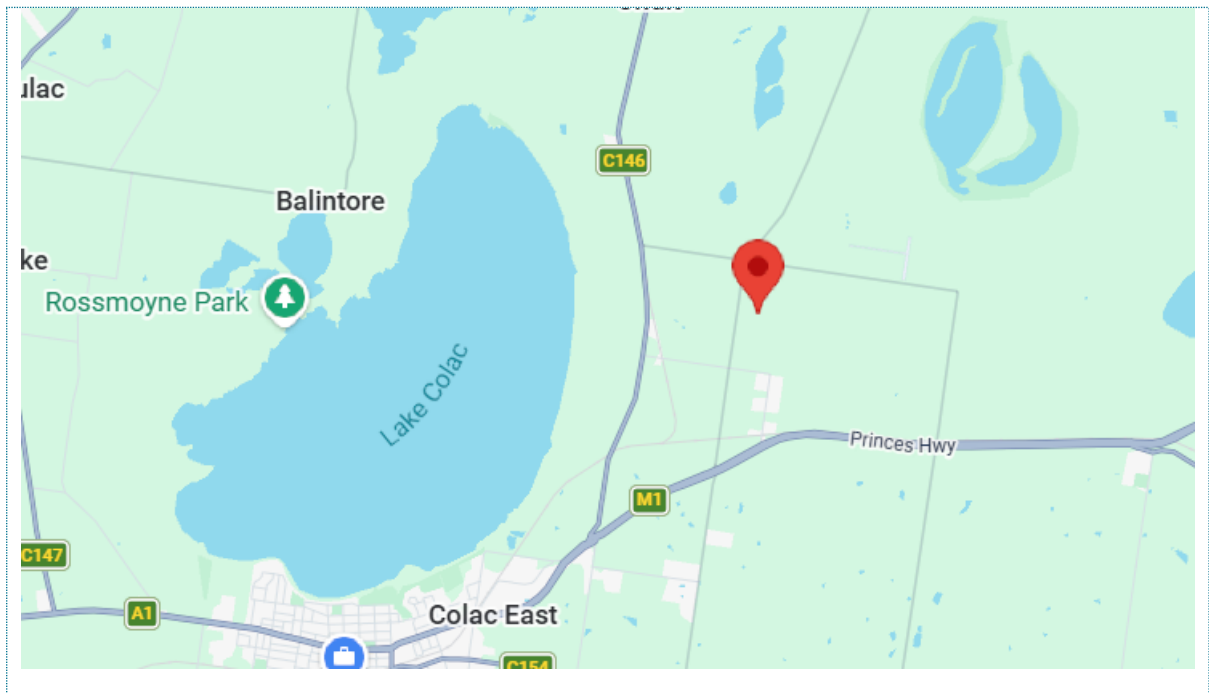 ulac
C146
Balintore
ke
Rossmoyne Park
Lake Colac
Princes Hwy
M1
C147
A1
Colac East
C154